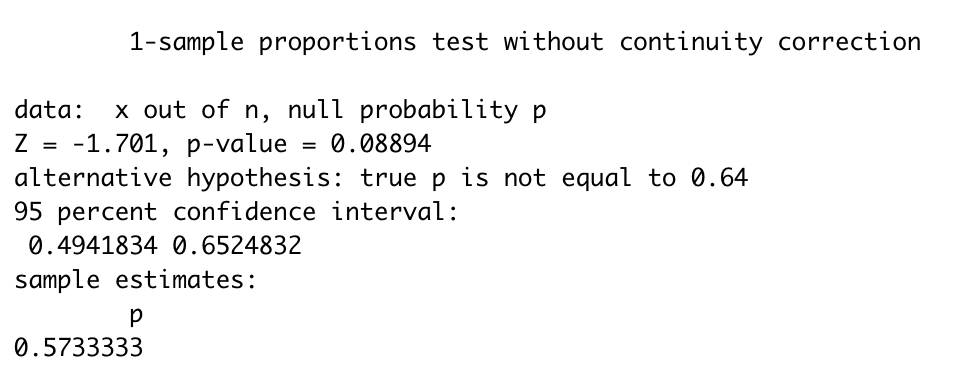 1-sample proportions test without continuity correction
data:  x out of n, null probability p
Z = -1.701, p-value = 0.08894
alternative hypothesis: true p is not equal to 0.64
95 percent confidence interval:
0.4941834 0.6524832
sample estimates:
p
0.5733333